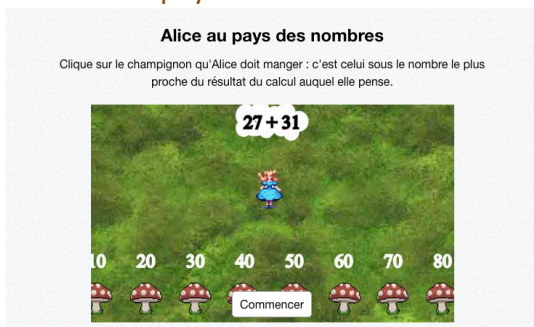 Alice au pays des nombres
Clique sur le champignon qu'Alice doit manger : c'est celui sous le nombre le plus
proche du résultat du calcul auquel elle pense.
27+31
10 20 30 40 50 60 70 80
Commencer